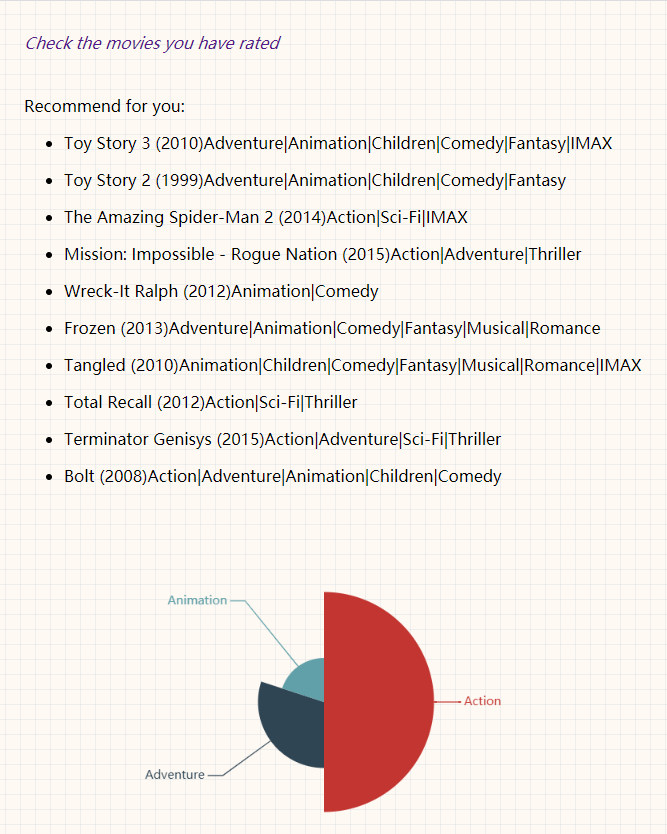 Check the movies you have rated
Recommend for you:
Toy Story 3 (2010)Adventure|Animation|Children|Comedy|Fantasy|IMAX
Toy Story 2 (1999)Adventure|Animation|Children|Comedy|Fantasy
The Amazing Spider-Man 2 (2014)Action|Sci-Fi|IMAX
Mission: Impossible - Rogue Nation (2015)Action|Adventure|Thriller
Wreck-It Ralph (2012)Animation|Comedy
Frozen (2013)Adventure|Animation|Comedy|Fantasy|Musical|Romance
Tangled (2010)Animation|Children|Comedy|Fantasy|Musical|Romance|IMAX
Total Recall (2012)Action|Sci-Fi|Thriller
Terminator Genisys (2015)Action|Adventure|Sci-Fi|Thriller
Bolt (2008)Action|Adventure|Animation|Children|Comedy
Animation
Action
Adventure